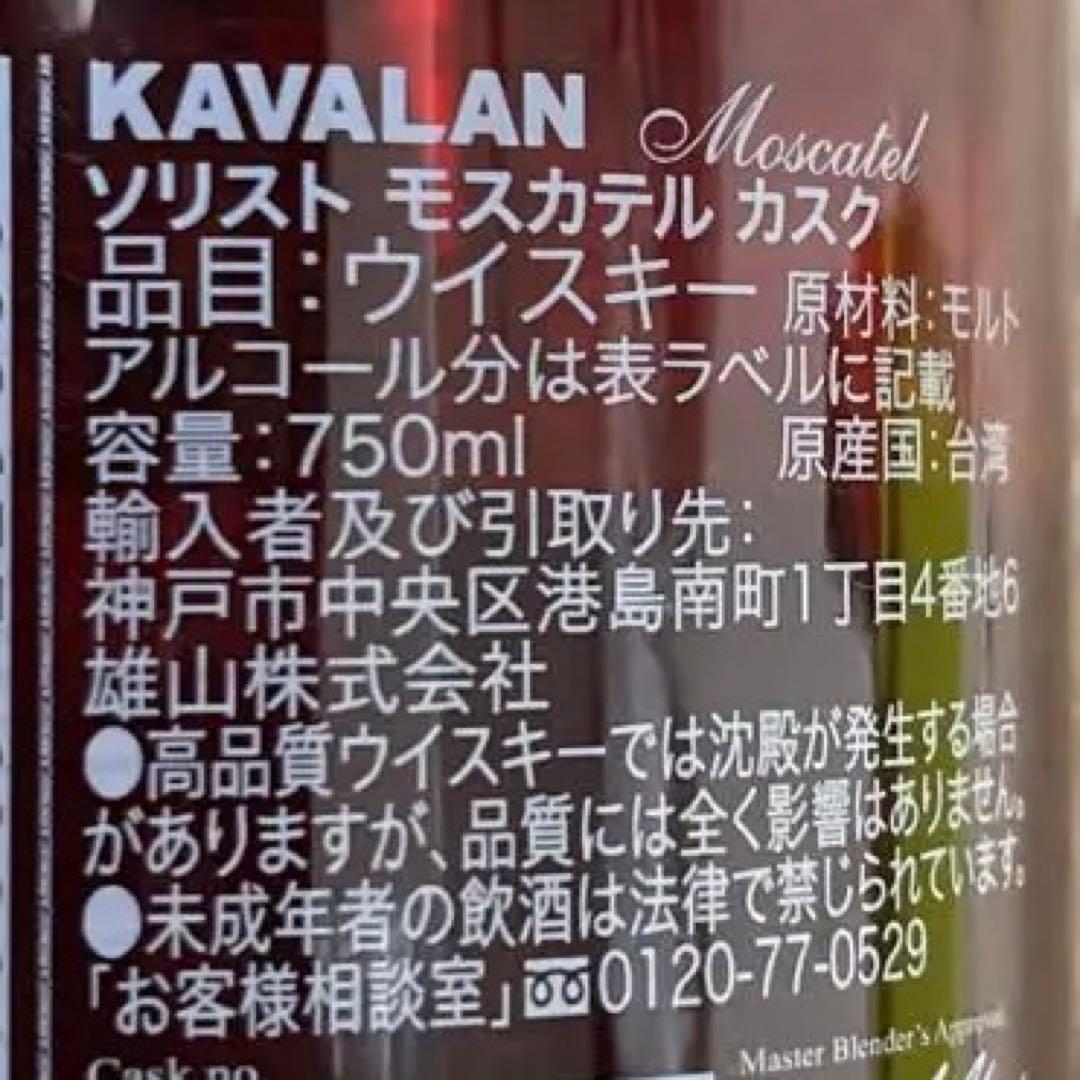 KAVALAN Moscatel
ソリスト モスカテル カスク
品目：ウイスキー 原材料：モルト
アルコール分は表ラベルに記載
容量：750ml 原産国：台湾
輸入者及び引取り先：
神戸市中央区港島南町1丁目4番地6
雄山株式会社
●高品質ウイスキーでは沈殿が発生する場合
がありますが、品質には全く影響はありません。
●未成年者の飲酒は法律で禁じられています。
「お客様相談室」0120-77-0529
Cask no.
Master Blender's